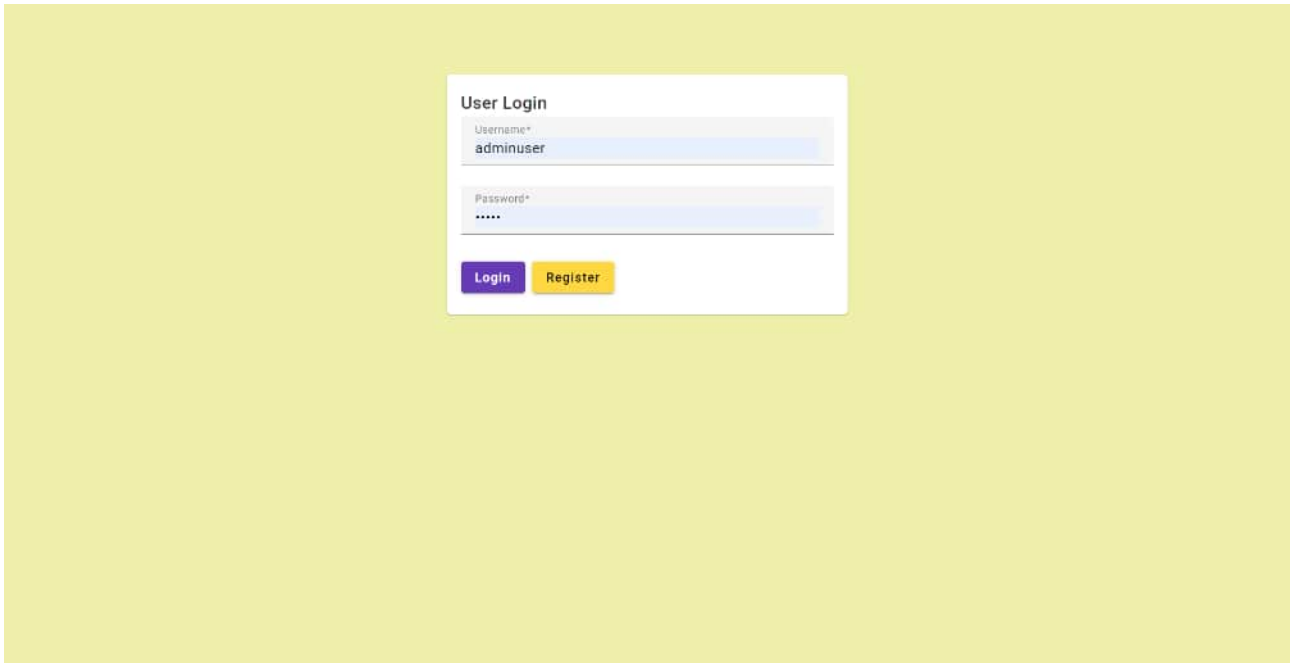 User Login
Username*
adminuser
Password*
•••••
Login Register